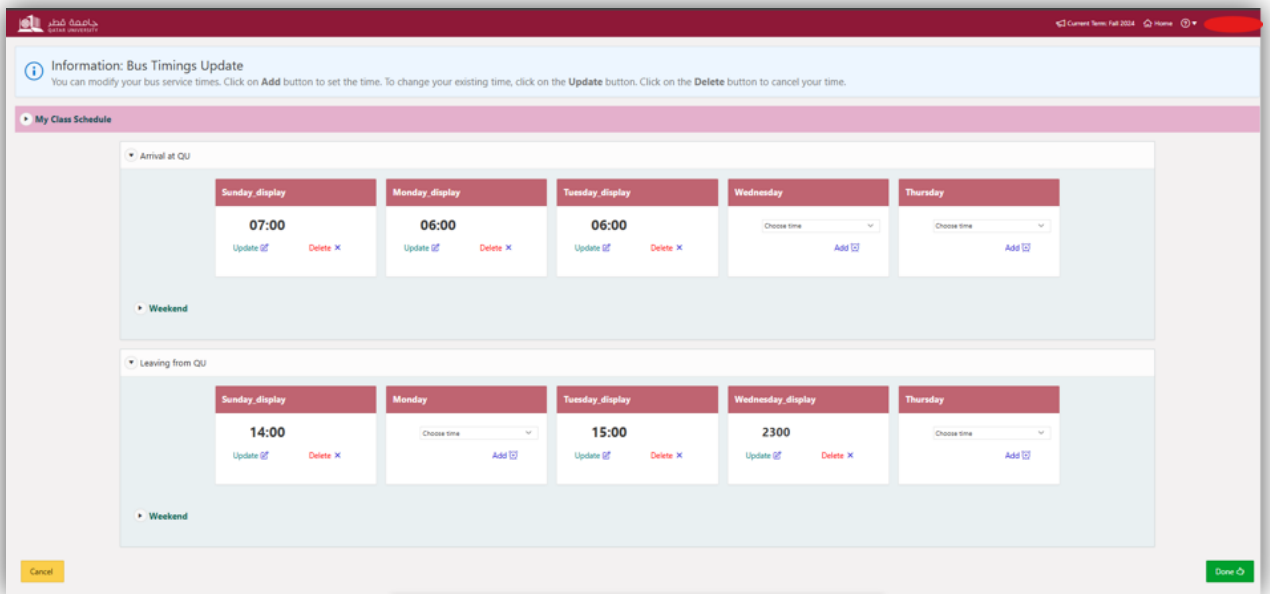 جامعة قطر
QATAR UNIVERSITY
Current Term: Fall 2024 Home
Information: Bus Timings Update
You can modify your bus service times. Click on Add button to set the time. To change your existing time, click on the Update button. Click on the Delete button to cancel your time.
My Class Schedule
Arrival at QU
Sunday_display Monday_display Tuesday_display Wednesday Thursday
07:00 06:00 06:00 Choose time Choose time
Update Delete Update Delete Update Delete Add Add
Weekend
Leaving from QU
Sunday_display Monday Tuesday_display Wednesday_display Thursday
14:00 Choose time 15:00 2300 Choose time
Update Delete Add Update Delete Update Delete Add
Weekend
Cancel Done